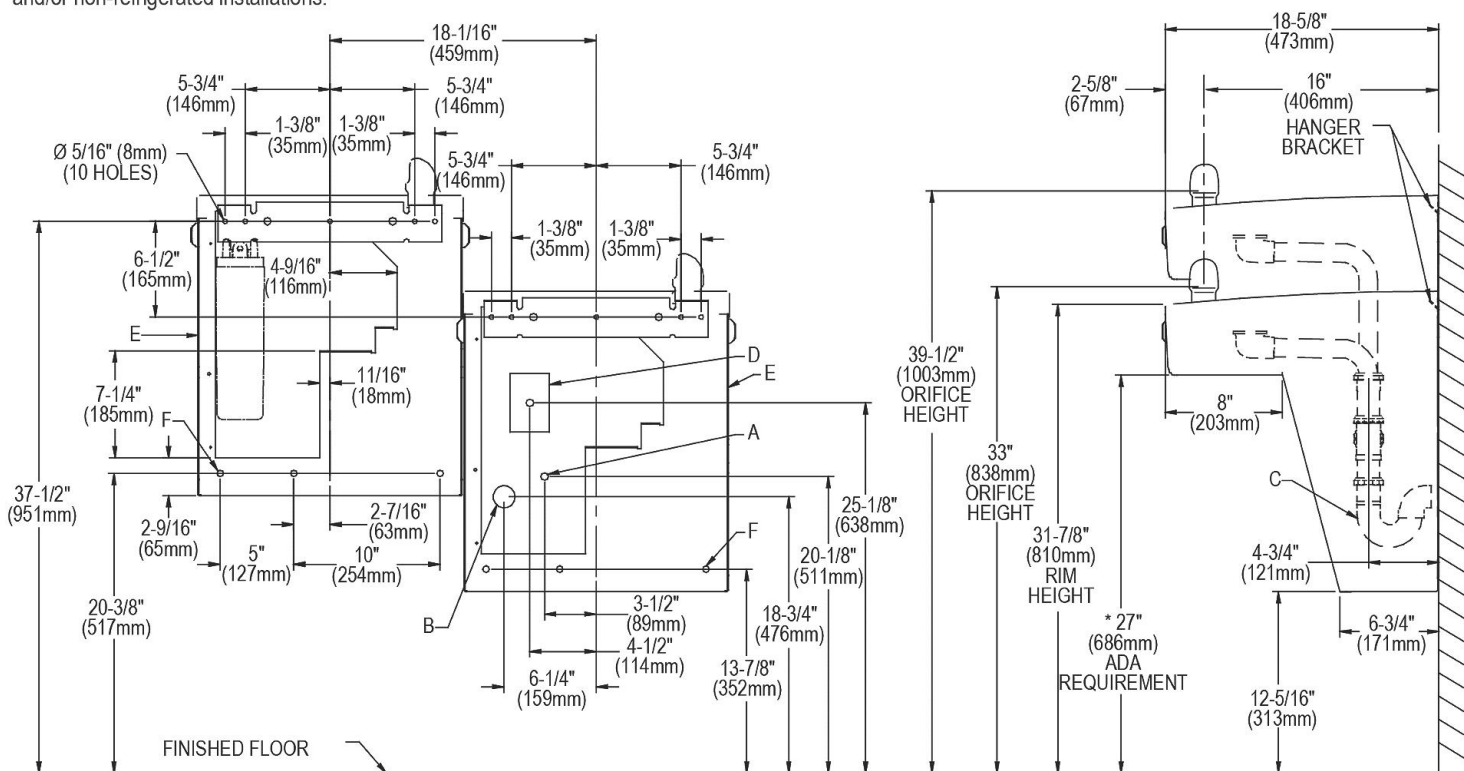 and/or non-refrigerated installations.
18-1/16"
(459mm)
5-3/4"
(146mm)
5-3/4"
(146mm)
1-3/8"
(35mm)
1-3/8"
(35mm)
Ø 5/16" (8mm)
(10 HOLES)
5-3/4"
(146mm)
5-3/4"
(146mm)
1-3/8"
(35mm)
1-3/8"
(35mm)
6-1/2"
(165mm)
4-9/16"
(116mm)
E
D
E
11/16"
(18mm)
7-1/4"
(185mm)
F
A
37-1/2"
(951mm)
2-9/16"
(65mm)
2-7/16"
(63mm)
5"
(127mm)
10"
(254mm)
25-1/8"
(638mm)
F
20-1/8"
(511mm)
20-3/8"
(517mm)
B
3-1/2"
(89mm)
18-3/4"
(476mm)
4-1/2"
(114mm)
13-7/8"
(352mm)
6-1/4"
(159mm)
FINISHED FLOOR
18-5/8"
(473mm)
2-5/8"
(67mm)
16"
(406mm)
HANGER
BRACKET
39-1/2"
(1003mm)
ORIFICE
HEIGHT
8"
(203mm)
33"
(838mm)
ORIFICE
HEIGHT
C
31-7/8"
(810mm)
RIM
HEIGHT
4-3/4"
(121mm)
* 27"
(686mm)
ADA
REQUIREMENT
6-3/4"
(171mm)
12-5/16"
(313mm)